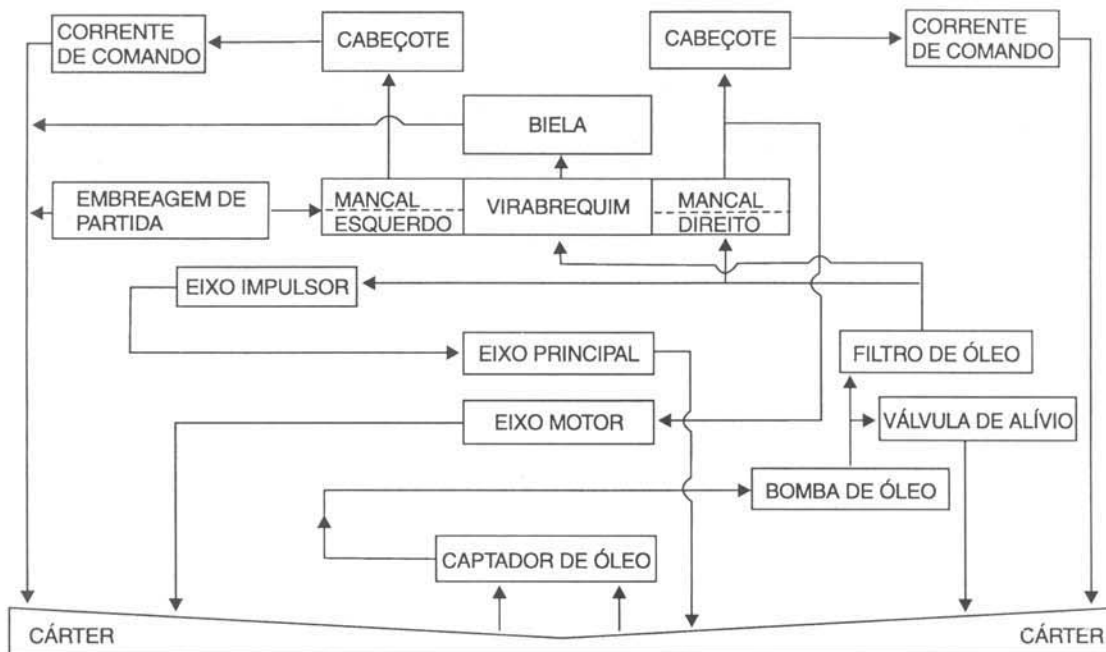 CORRENTE
DE COMANDO
CABEÇOTE
CABEÇOTE
CORRENTE
DE COMANDO
BIELA
EMBREAGEM DE
PARTIDA
MANCAL
ESQUERDO
VIRABREQUIM
MANCAL
DIREITO
EIXO IMPULSOR
EIXO PRINCIPAL
FILTRO DE ÓLEO
EIXO MOTOR
VÁLVULA DE ALÍVIO
BOMBA DE ÓLEO
CAPTADOR DE ÓLEO
CÁRTER
CÁRTER